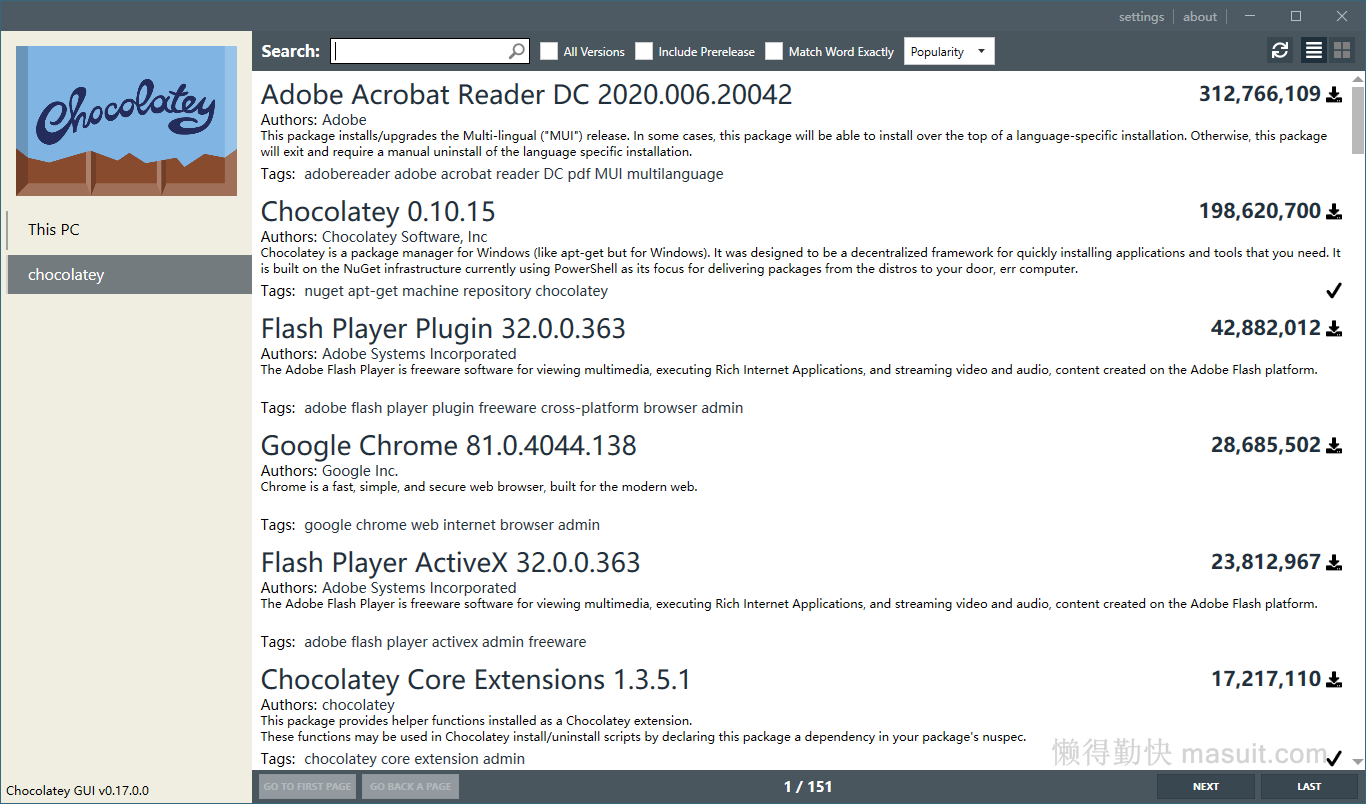 settings
about
Chocolatey
This PC
chocolatey
Chocolatey GUI v0.17.0.0
Search:
All Versions
Include Prerelease
Match Word Exactly
Popularity
Adobe Acrobat Reader DC 2020.006.20042
312,766,109
Authors: Adobe
This package installs/upgrades the Multi-lingual ("MUI") release. In some cases, this package will be able to install over the top of a language-specific installation. Otherwise, this package
will exit and require a manual uninstall of the language specific installation.
Tags: adobereader adobe acrobat reader DC pdf MUI multilanguage
Chocolatey 0.10.15
198,620,700
Authors: Chocolatey Software, Inc
Chocolatey is a package manager for Windows (like apt-get but for Windows). It was designed to be a decentralized framework for quickly installing applications and tools that you need. It
is built on the NuGet infrastructure currently using PowerShell as its focus for delivering packages from the distros to your door, err computer.
Tags: nuget apt-get machine repository chocolatey
Flash Player Plugin 32.0.0.363
42,882,012
Authors: Adobe Systems Incorporated
The Adobe Flash Player is freeware software for viewing multimedia, executing Rich Internet Applications, and streaming video and audio, content created on the Adobe Flash platform.
Tags: adobe flash player plugin freeware cross-platform browser admin
Google Chrome 81.0.4044.138
28,685,502
Authors: Google Inc.
Chrome is a fast, simple, and secure web browser, built for the modern web.
Tags: google chrome web internet browser admin
Flash Player ActiveX 32.0.0.363
23,812,967
Authors: Adobe Systems Incorporated
The Adobe Flash Player is freeware software for viewing multimedia, executing Rich Internet Applications, and streaming video and audio, content created on the Adobe Flash platform.
Tags: adobe flash player activex admin freeware
Chocolatey Core Extensions 1.3.5.1
17,217,110
Authors: chocolatey
This package provides helper functions installed as a Chocolatey extension.
These functions may be used in Chocolatey install/uninstall scripts by declaring this package a dependency in your package's nuspec.
Tags: chocolatey core extension admin
懒得勤快 masuit.com
GO TO FIRST PAGE
GO BACK A PAGE
1 / 151
NEXT
LAST